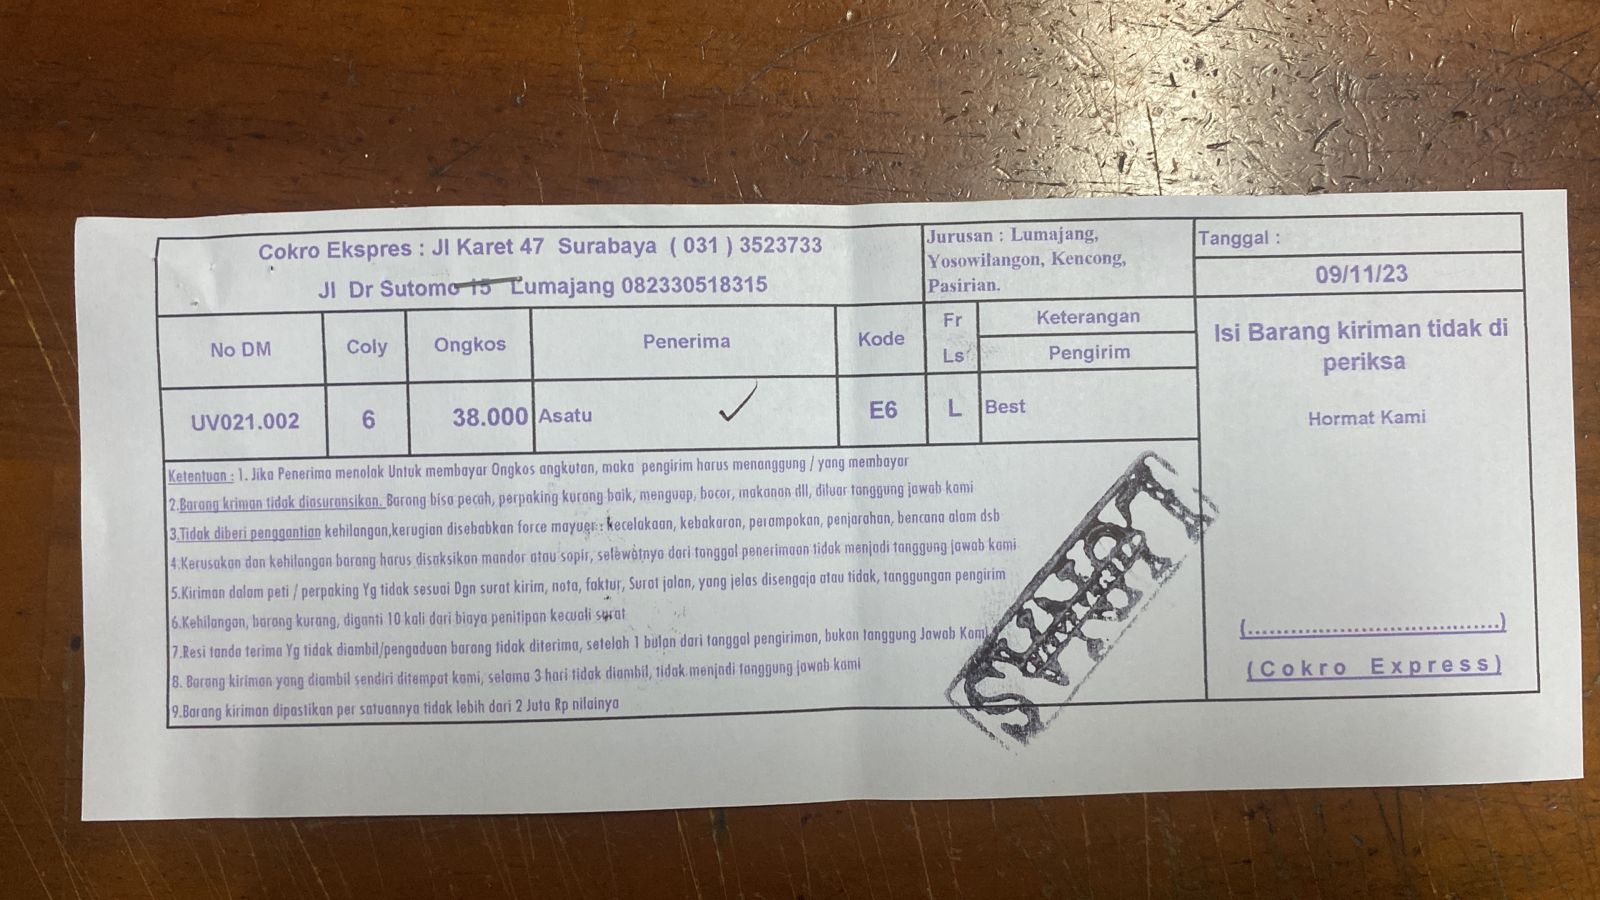 Cokro Ekspres : Jl Karet 47 Surabaya ( 031 ) 3523733
Jl Dr Sutomo 15 Lumajang 082330518315
Jurusan : Lumajang,
Yosowilangon, Kencong,
Pasirian.
Tanggal :
09/11/23
No DM
Coly
Ongkos
Penerima
Kode
Fr
Ls
Keterangan
Pengirim
UV021.002
6
38.000
Asatu
E6
L
Best
Isi Barang kiriman tidak di
periksa
Hormat Kami
Ketentuan : 1. Jika Penerima menolak Untuk membayar Ongkos angkutan, maka pengirim harus menanggung / yang membayar
2.Barang kriman tidak diasuransikan. Barang bisa pecah, perpaking kurang baik, menguap, bocor, makanan dll, diluar tanggung jawab kami
3.Tidak diberi penggantian kehilangan,kerugian disebabkan force mayuer : kecelakaan, kebakaran, perampokan, penjarahan, bencana alam dsb
4.Kerusakan dan kehilangan barang harus disaksikan mandor atau sopir, selewatnya dari tanggal penerimaan tidak menjadi tanggung jawab kami
5.Kiriman dalam peti / perpaking Yg tidak sesuai Dgn surat kirim, nota, faktur, Surat jalan, yang jelas disengaja atau tidak, tanggungan pengirim
6.Kehilangan, barang kurang, diganti 10 kali dari biaya penitipan kecuali surat
7.Resi tanda terima Yg tidak diambil/pengaduan barang tidak diterima, setelah 1 bulan dari tanggal pengiriman, bukan tanggung Jawab Kami
8. Barang kiriman yang diambil sendiri ditempat kami, selama 3 hari tidak diambil, tidak menjadi tanggung jawab kami
9.Barang kiriman dipastikan per satuannya tidak lebih dari 2 Juta Rp nilainya
(....................................)
(Cokro Express)